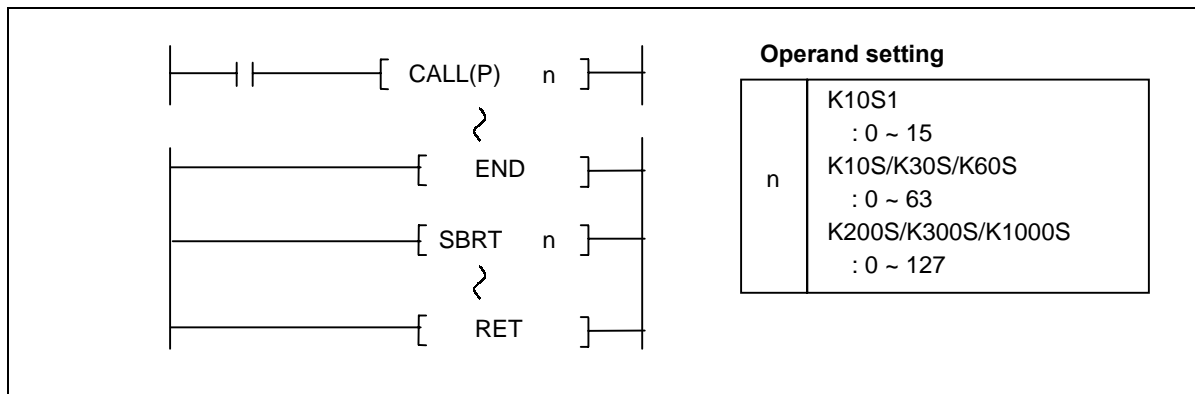 CALL(P) n
END
SBRT n
RET
Operand setting
n
K10S1
: 0 ~ 15
K10S/K30S/K60S
: 0 ~ 63
K200S/K300S/K1000S
: 0 ~ 127